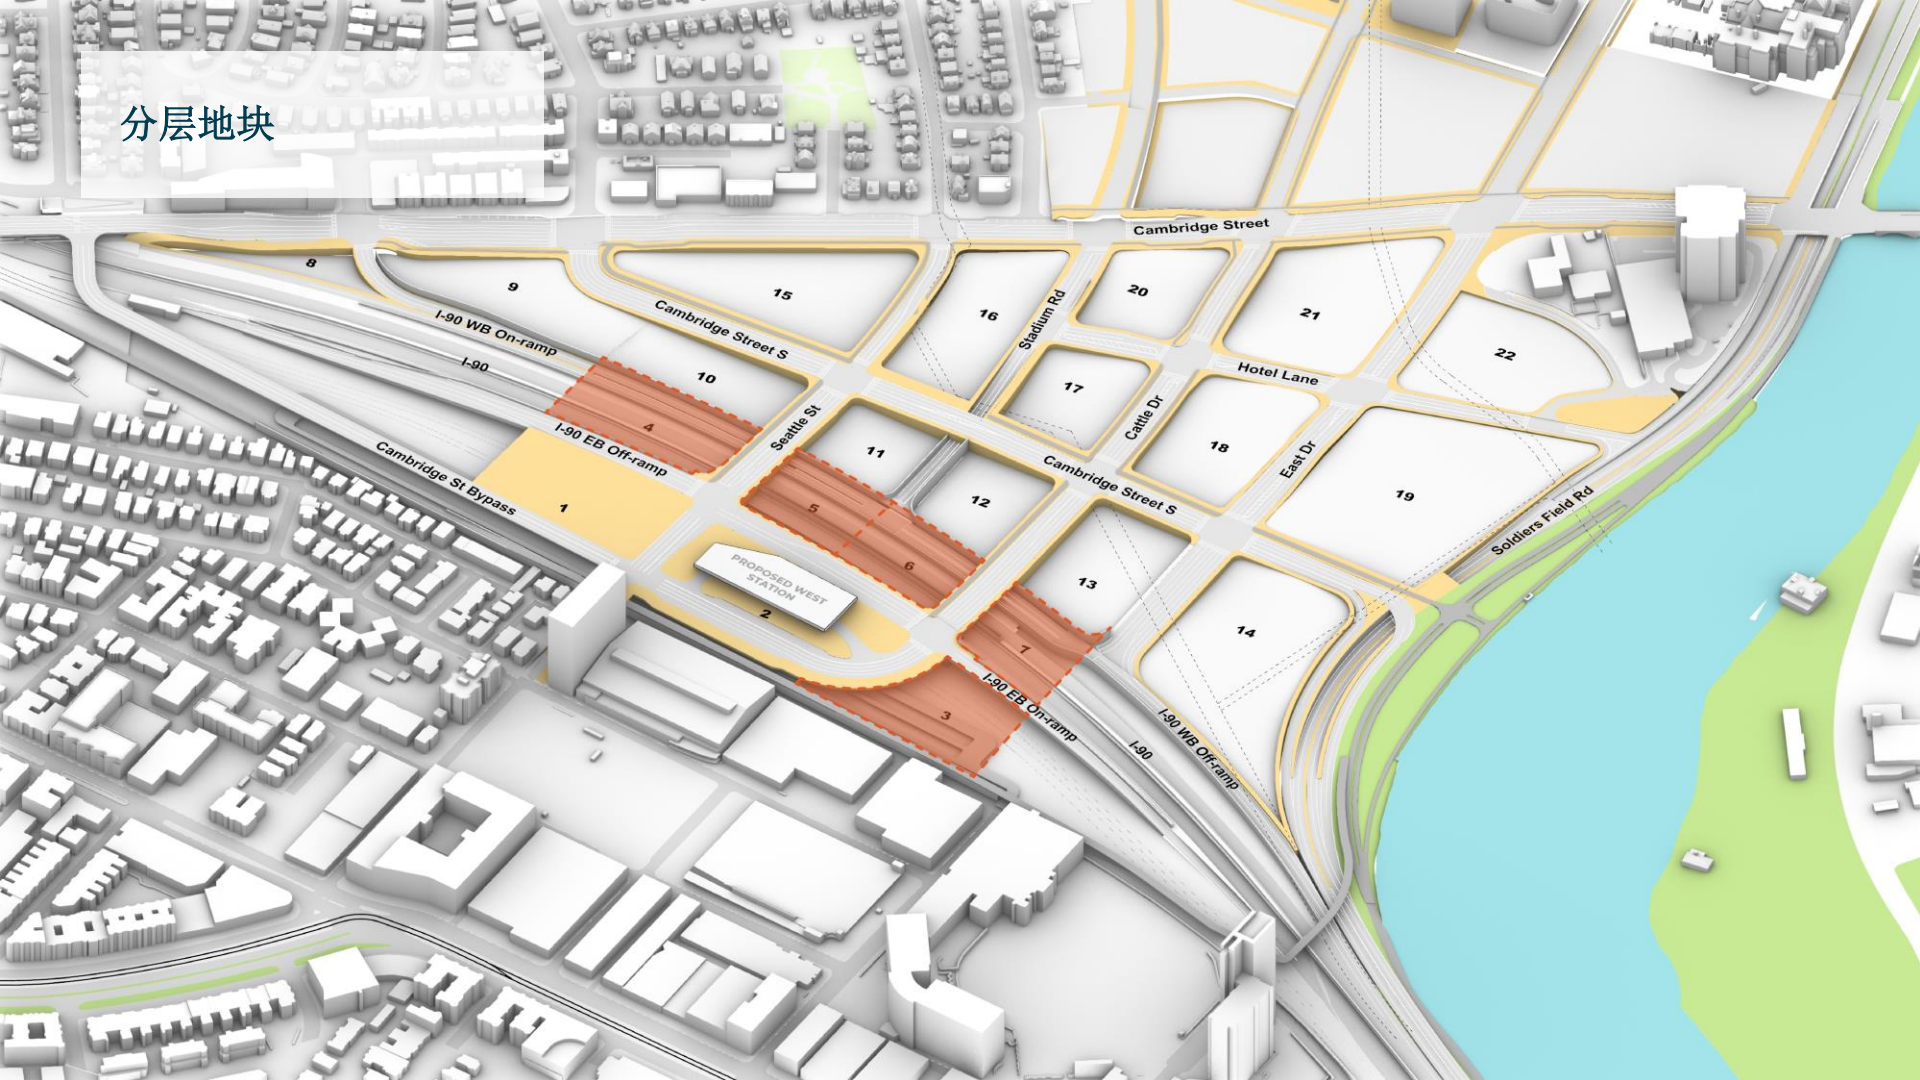 分层地块
Cambridge Street
8
9
15
16
20
21
22
Cambridge Street S
Stadium Rd
I-90 WB On-ramp
I-90
10
17
Hotel Lane
Cattle Dr
4
Seattle St
I-90 EB Off-ramp
11
18
East Dr
Cambridge St Bypass
12
Cambridge Street S
19
1
5
6
Soldiers Field Rd
PROPOSED WEST
STATION
2
13
14
7
3
I-90 EB On-ramp
I-90
I-90 WB Off-ramp